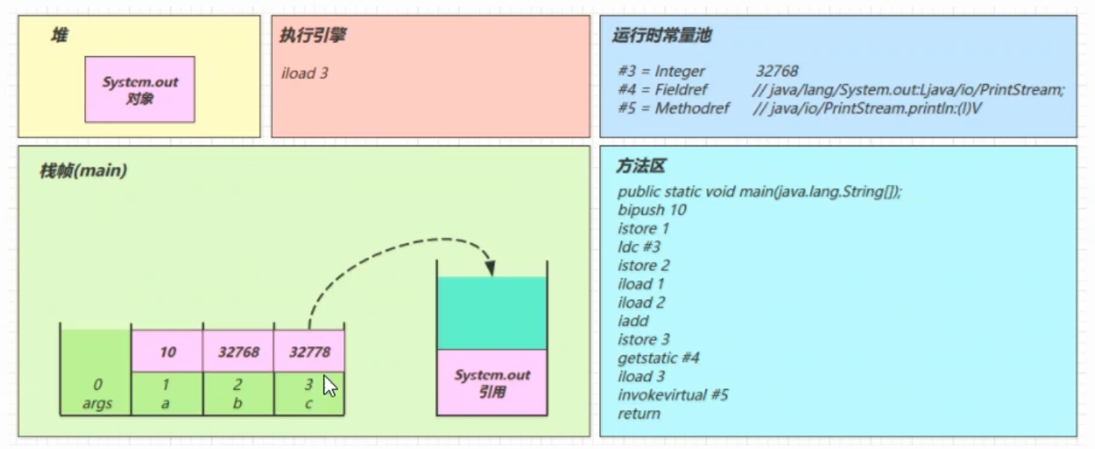 堆
System.out
对象
执行引擎
iload 3
运行时常量池
#3 = Integer 32768
#4 = Fieldref // java/lang/System.out:Ljava/io/PrintStream;
#5 = Methodref // java/io/PrintStream.println:(I)V
栈帧(main)
10 32768 32778
0 1 2 3
args a b c
System.out
引用
方法区
public static void main(java.lang.String[]);
bipush 10
istore 1
ldc #3
istore 2
iload 1
iload 2
iadd
istore 3
getstatic #4
iload 3
invokevirtual #5
return